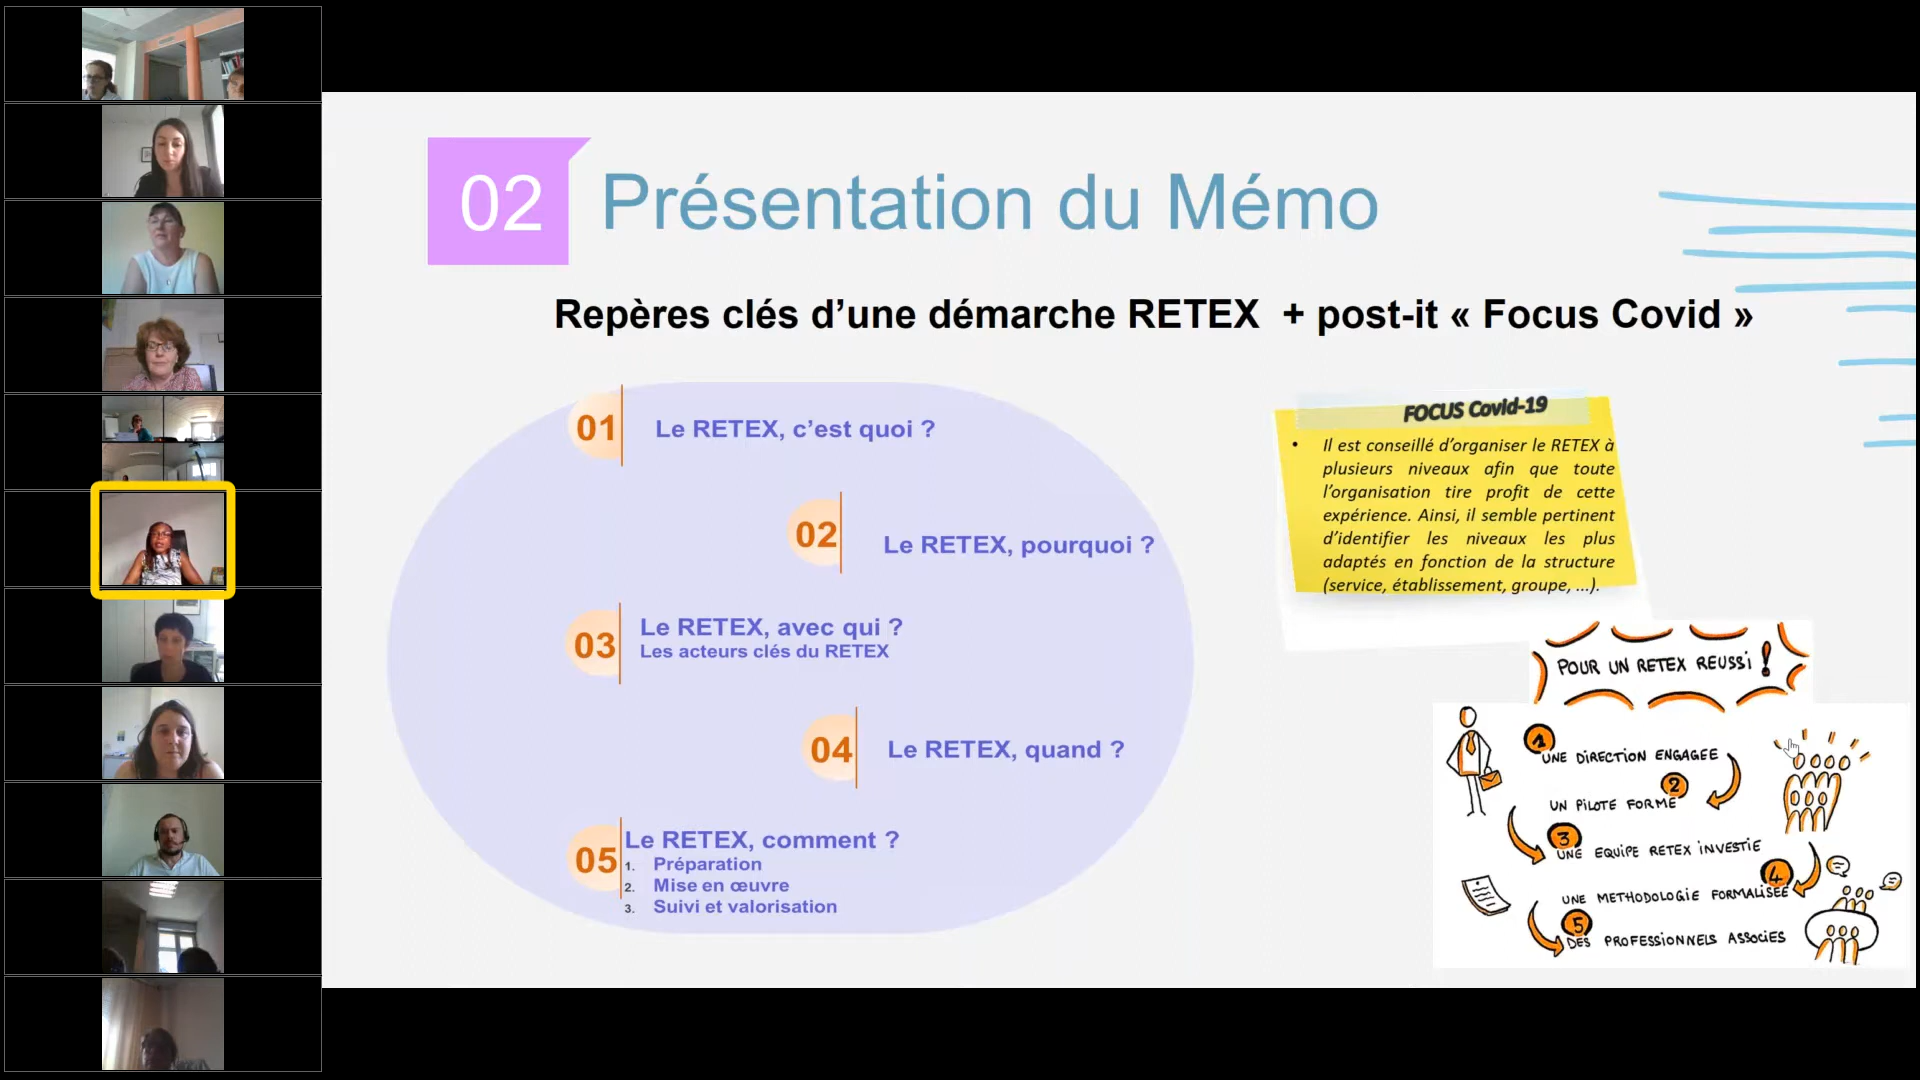 02 Présentation du Mémo
Repères clés d’une démarche RETEX + post-it « Focus Covid »
01 Le RETEX, c’est quoi ?
02 Le RETEX, pourquoi ?
03 Le RETEX, avec qui ?
Les acteurs clés du RETEX
04 Le RETEX, quand ?
05 Le RETEX, comment ?
1. Préparation
2. Mise en œuvre
3. Suivi et valorisation
FOCUS Covid-19
• Il est conseillé d’organiser le RETEX à
plusieurs niveaux afin que toute
l’organisation tire profit de cette
expérience. Ainsi, il semble pertinent
d’identifier les niveaux les plus
adaptés en fonction de la structure
(service, établissement, groupe, ...).
POUR UN RETEX REUSSI !
1 UNE DIRECTION ENGAGEE
2 UN PILOTE FORME
3 UNE EQUIPE RETEX INVESTIE
4 UNE METHODOLOGIE FORMALISEE
5 DES PROFESSIONNELS ASSOCIES